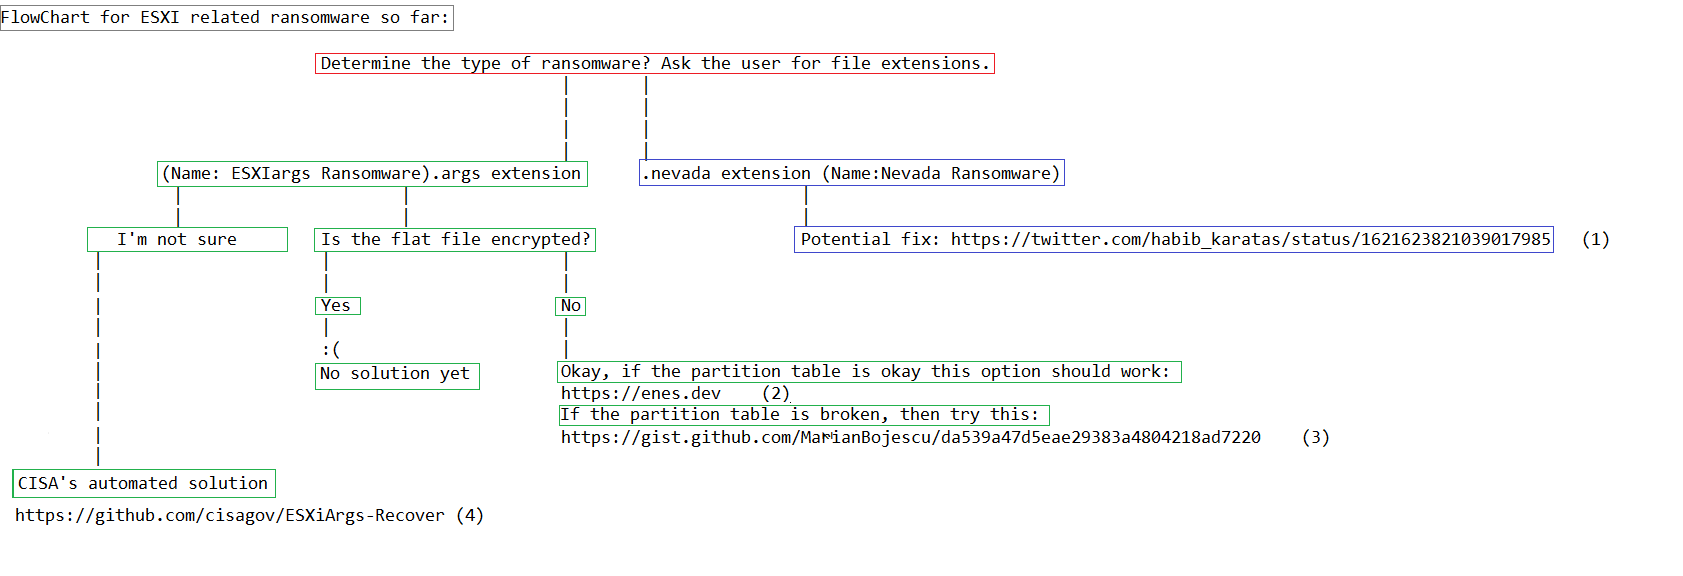 FlowChart for ESXI related ransomware so far:
Determine the type of ransomware? Ask the user for file extensions.
(Name: ESXIargs Ransomware).args extension
.nevada extension (Name:Nevada Ransomware)
I'm not sure
Is the flat file encrypted?
Potential fix: https://twitter.com/habib_karatas/status/1621623821039017985 (1)
Yes
No
:(
No solution yet
Okay, if the partition table is okay this option should work:
https://enes.dev (2)
If the partition table is broken, then try this:
https://gist.github.com/MarianBojescu/da539a47d5eae29383a4804218ad7220 (3)
CISA's automated solution
https://github.com/cisagov/ESXiArgs-Recover (4)